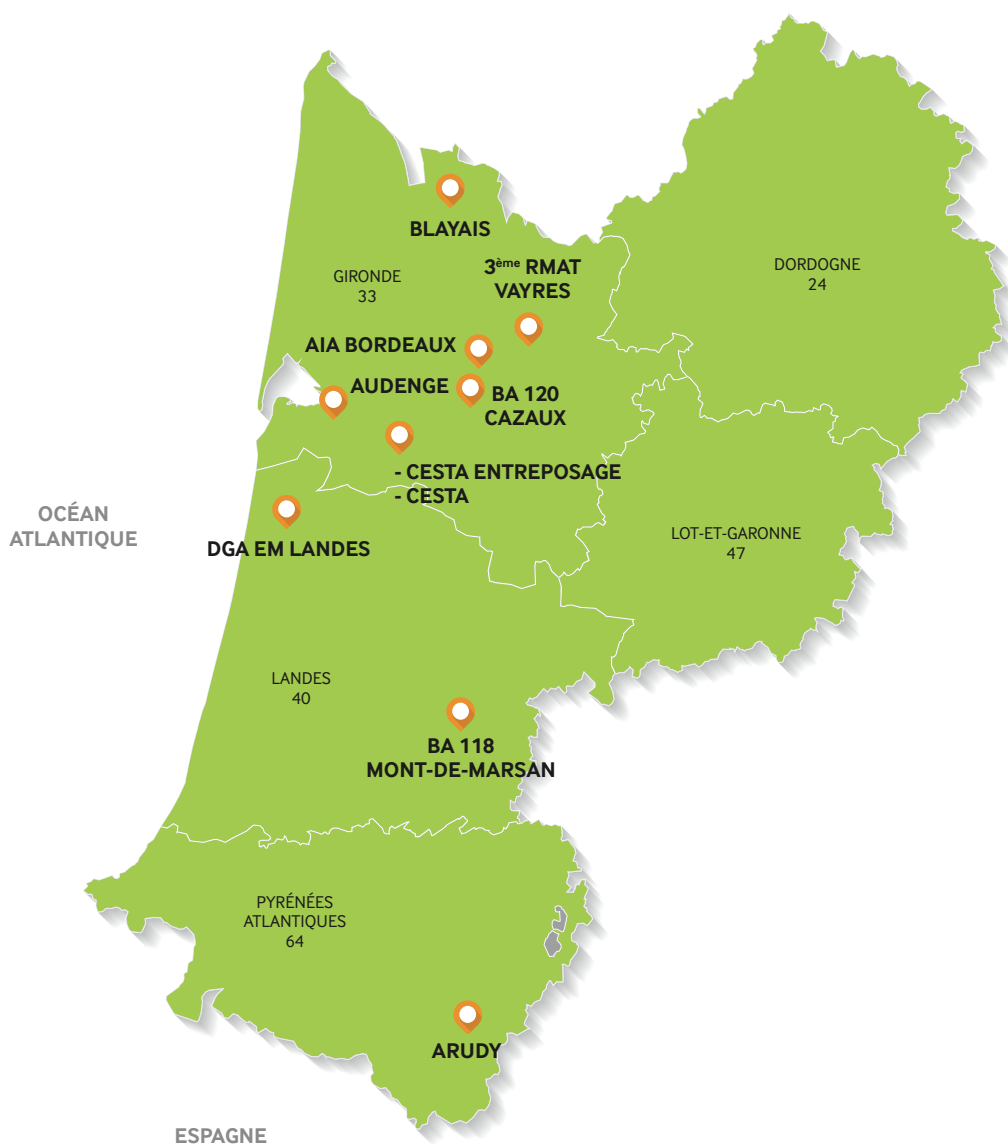 BLAYAIS
GIRONDE
33
3ème RMAT
VAYRES
DORDOGNE
24
AIA BORDEAUX
AUDENGE
BA 120
CAZAUX
- CESTA ENTREPOSAGE
- CESTA
OCÉAN
ATLANTIQUE
DGA EM LANDES
LOT-ET-GARONNE
47
LANDES
40
BA 118
MONT-DE-MARSAN
PYRÉNÉES
ATLANTIQUES
64
ARUDY
ESPAGNE